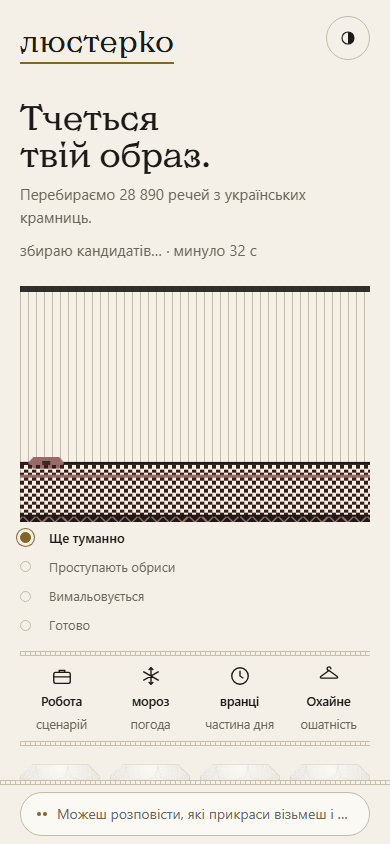 люстерко
Тчеться
твій образ.
Перебираємо 28 890 речей з українських
крамниць.
збираю кандидатів... · минуло 32 с
Ще туманно
Проступають обриси
Вимальовується
Готово
Робота мороз вранці Охайне
сценарій погода частина дня ошатність
Можеш розповісти, які прикраси візьмеш і ...